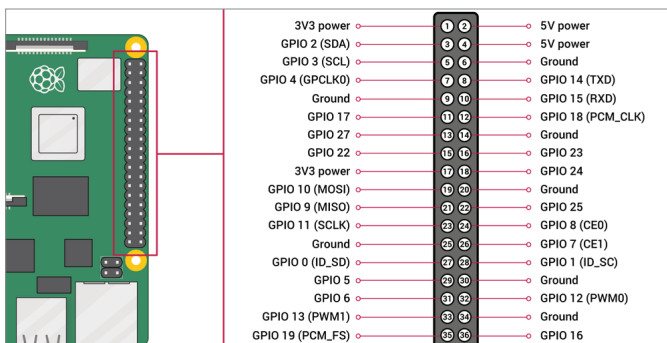 3V3 power 1 2 5V power
GPIO 2 (SDA) 3 4 5V power
GPIO 3 (SCL) 5 6 Ground
GPIO 4 (GPCLK0) 7 8 GPIO 14 (TXD)
Ground 9 10 GPIO 15 (RXD)
GPIO 17 11 12 GPIO 18 (PCM_CLK)
GPIO 27 13 14 Ground
GPIO 22 15 16 GPIO 23
3V3 power 17 18 GPIO 24
GPIO 10 (MOSI) 19 20 Ground
GPIO 9 (MISO) 21 22 GPIO 25
GPIO 11 (SCLK) 23 24 GPIO 8 (CE0)
Ground 25 26 GPIO 7 (CE1)
GPIO 0 (ID_SD) 27 28 GPIO 1 (ID_SC)
GPIO 5 29 30 Ground
GPIO 6 31 32 GPIO 12 (PWM0)
GPIO 13 (PWM1) 33 34 Ground
GPIO 19 (PCM_FS) 35 36 GPIO 16